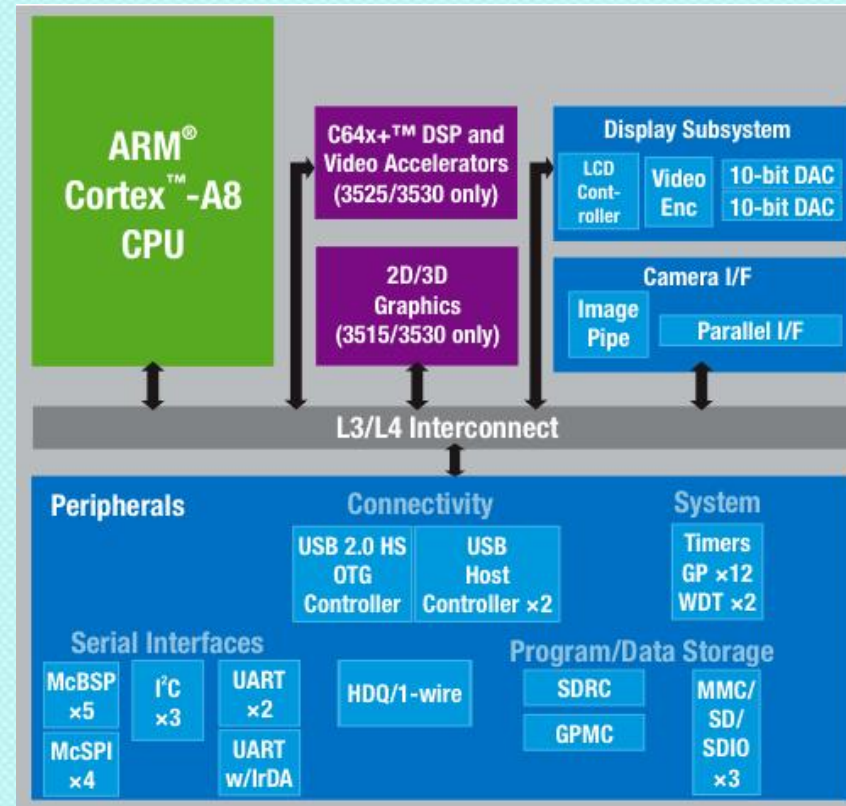 ARM®
Cortex™-A8
CPU
C64x+™ DSP and
Video Accelerators
(3525/3530 only)
2D/3D
Graphics
(3515/3530 only)
Display Subsystem
LCD
Cont-
roller
Video
Enc
10-bit DAC
10-bit DAC
Camera I/F
Image
Pipe
Parallel I/F
L3/L4 Interconnect
Peripherals
Connectivity
USB 2.0 HS
OTG
Controller
USB
Host
Controller ×2
System
Timers
GP ×12
WDT ×2
Serial Interfaces
McBSP
×5
McSPI
×4
I²C
×3
UART
×2
UART
w/IrDA
HDQ/1-wire
Program/Data Storage
SDRC
GPMC
MMC/
SD/
SDIO
×3